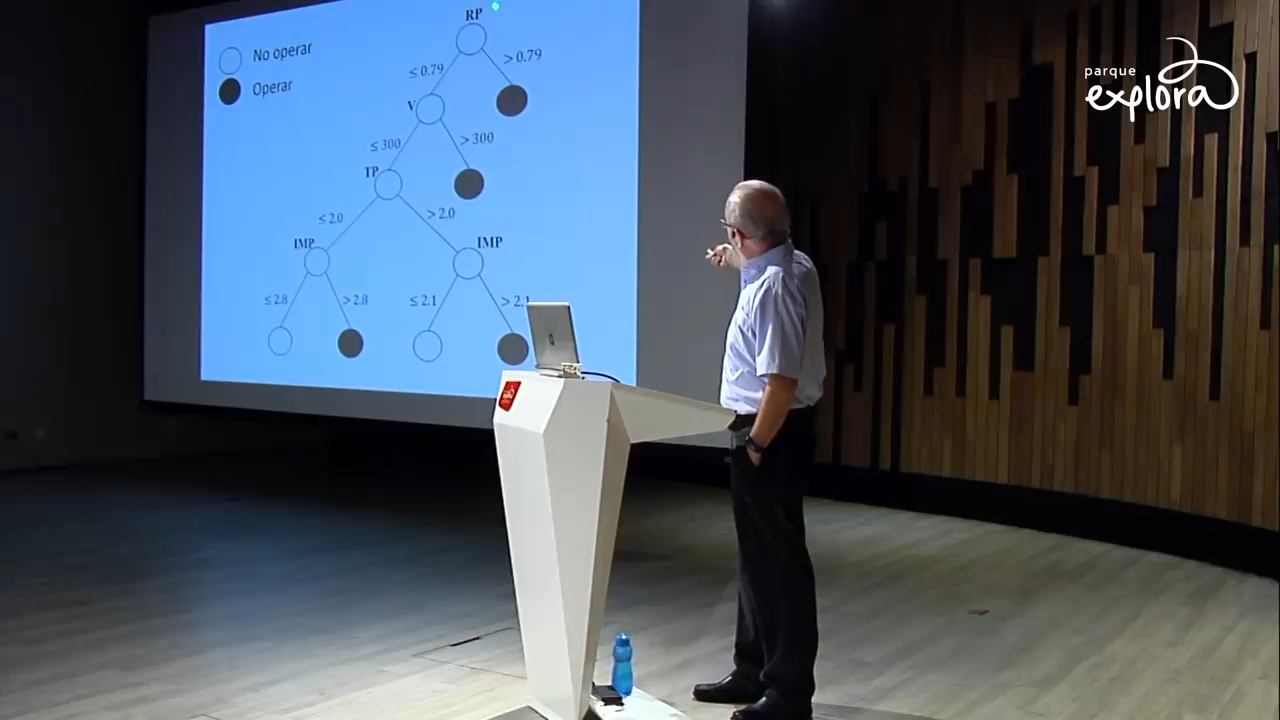 No operar
Operar
RP
≤ 0.79
> 0.79
V
≤ 300
> 300
TP
≤ 2.0
> 2.0
IMP
IMP
≤ 2.8
> 2.8
≤ 2.1
> 2.1
parque
explora